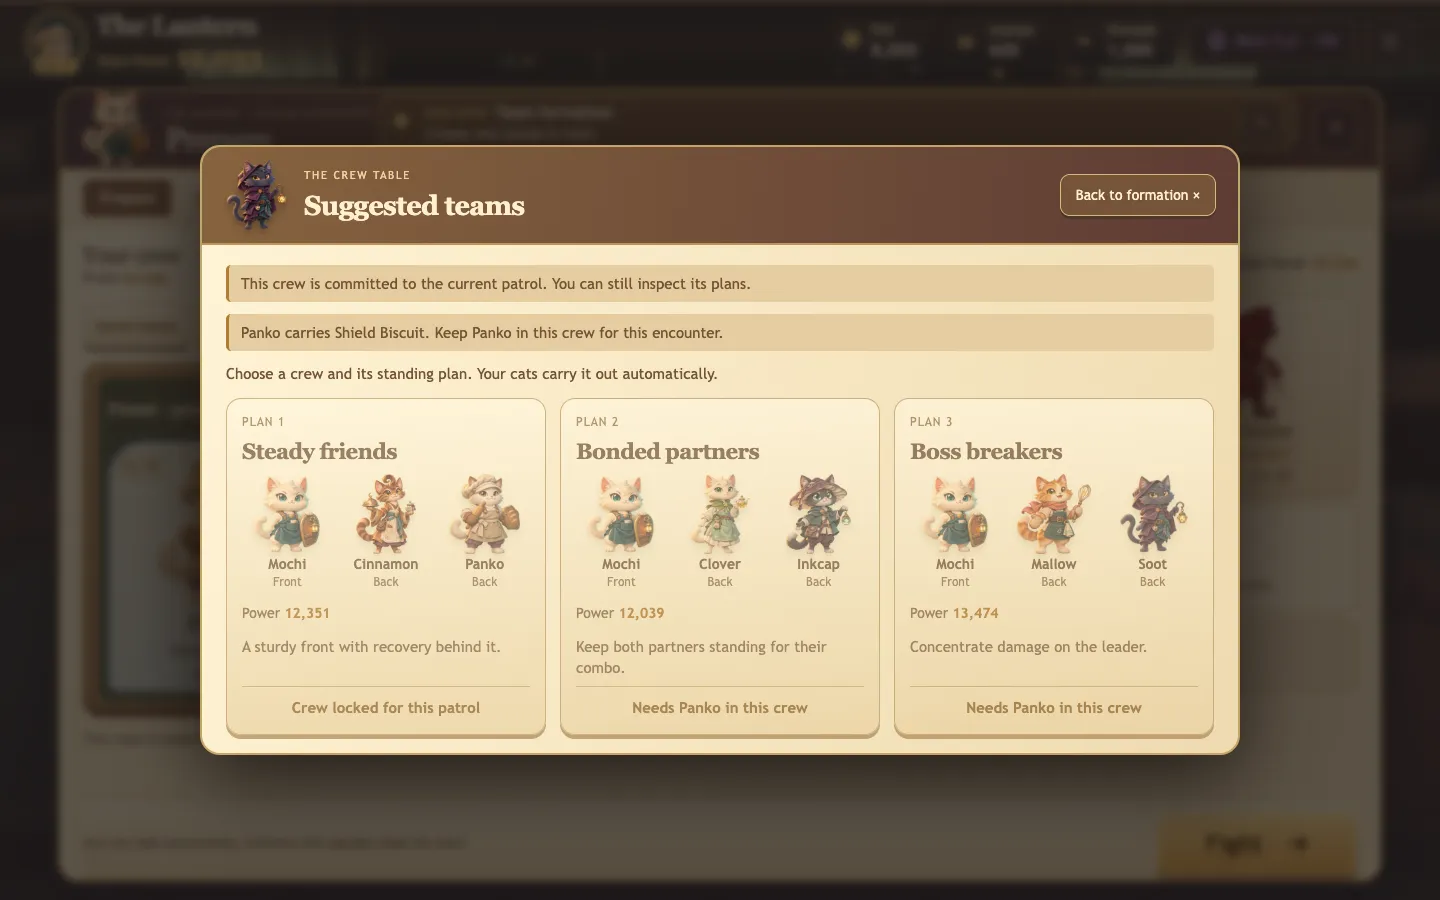 The Lantern
THE CREW TABLE
Suggested teams
Back to formation ×
This crew is committed to the current patrol. You can still inspect its plans.
Panko carries Shield Biscuit. Keep Panko in this crew for this encounter.
Choose a crew and its standing plan. Your cats carry it out automatically.
PLAN 1
Steady friends
Mochi
Front
Cinnamon
Back
Panko
Back
Power 12,351
A sturdy front with recovery behind it.
Crew locked for this patrol
PLAN 2
Bonded partners
Mochi
Front
Clover
Back
Inkcap
Back
Power 12,039
Keep both partners standing for their
combo.
Needs Panko in this crew
PLAN 3
Boss breakers
Mochi
Front
Mallow
Back
Soot
Back
Power 13,474
Concentrate damage on the leader.
Needs Panko in this crew
Fight →